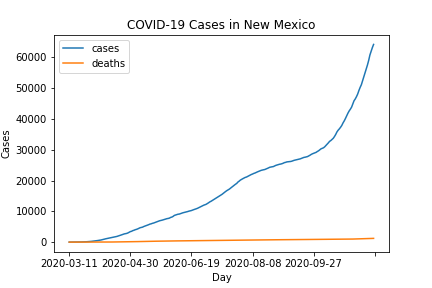 COVID-19 Cases in New Mexico
cases
deaths
60000
50000
40000
30000
20000
10000
0
Cases
2020-03-11 2020-04-30 2020-06-19 2020-08-08 2020-09-27
Day